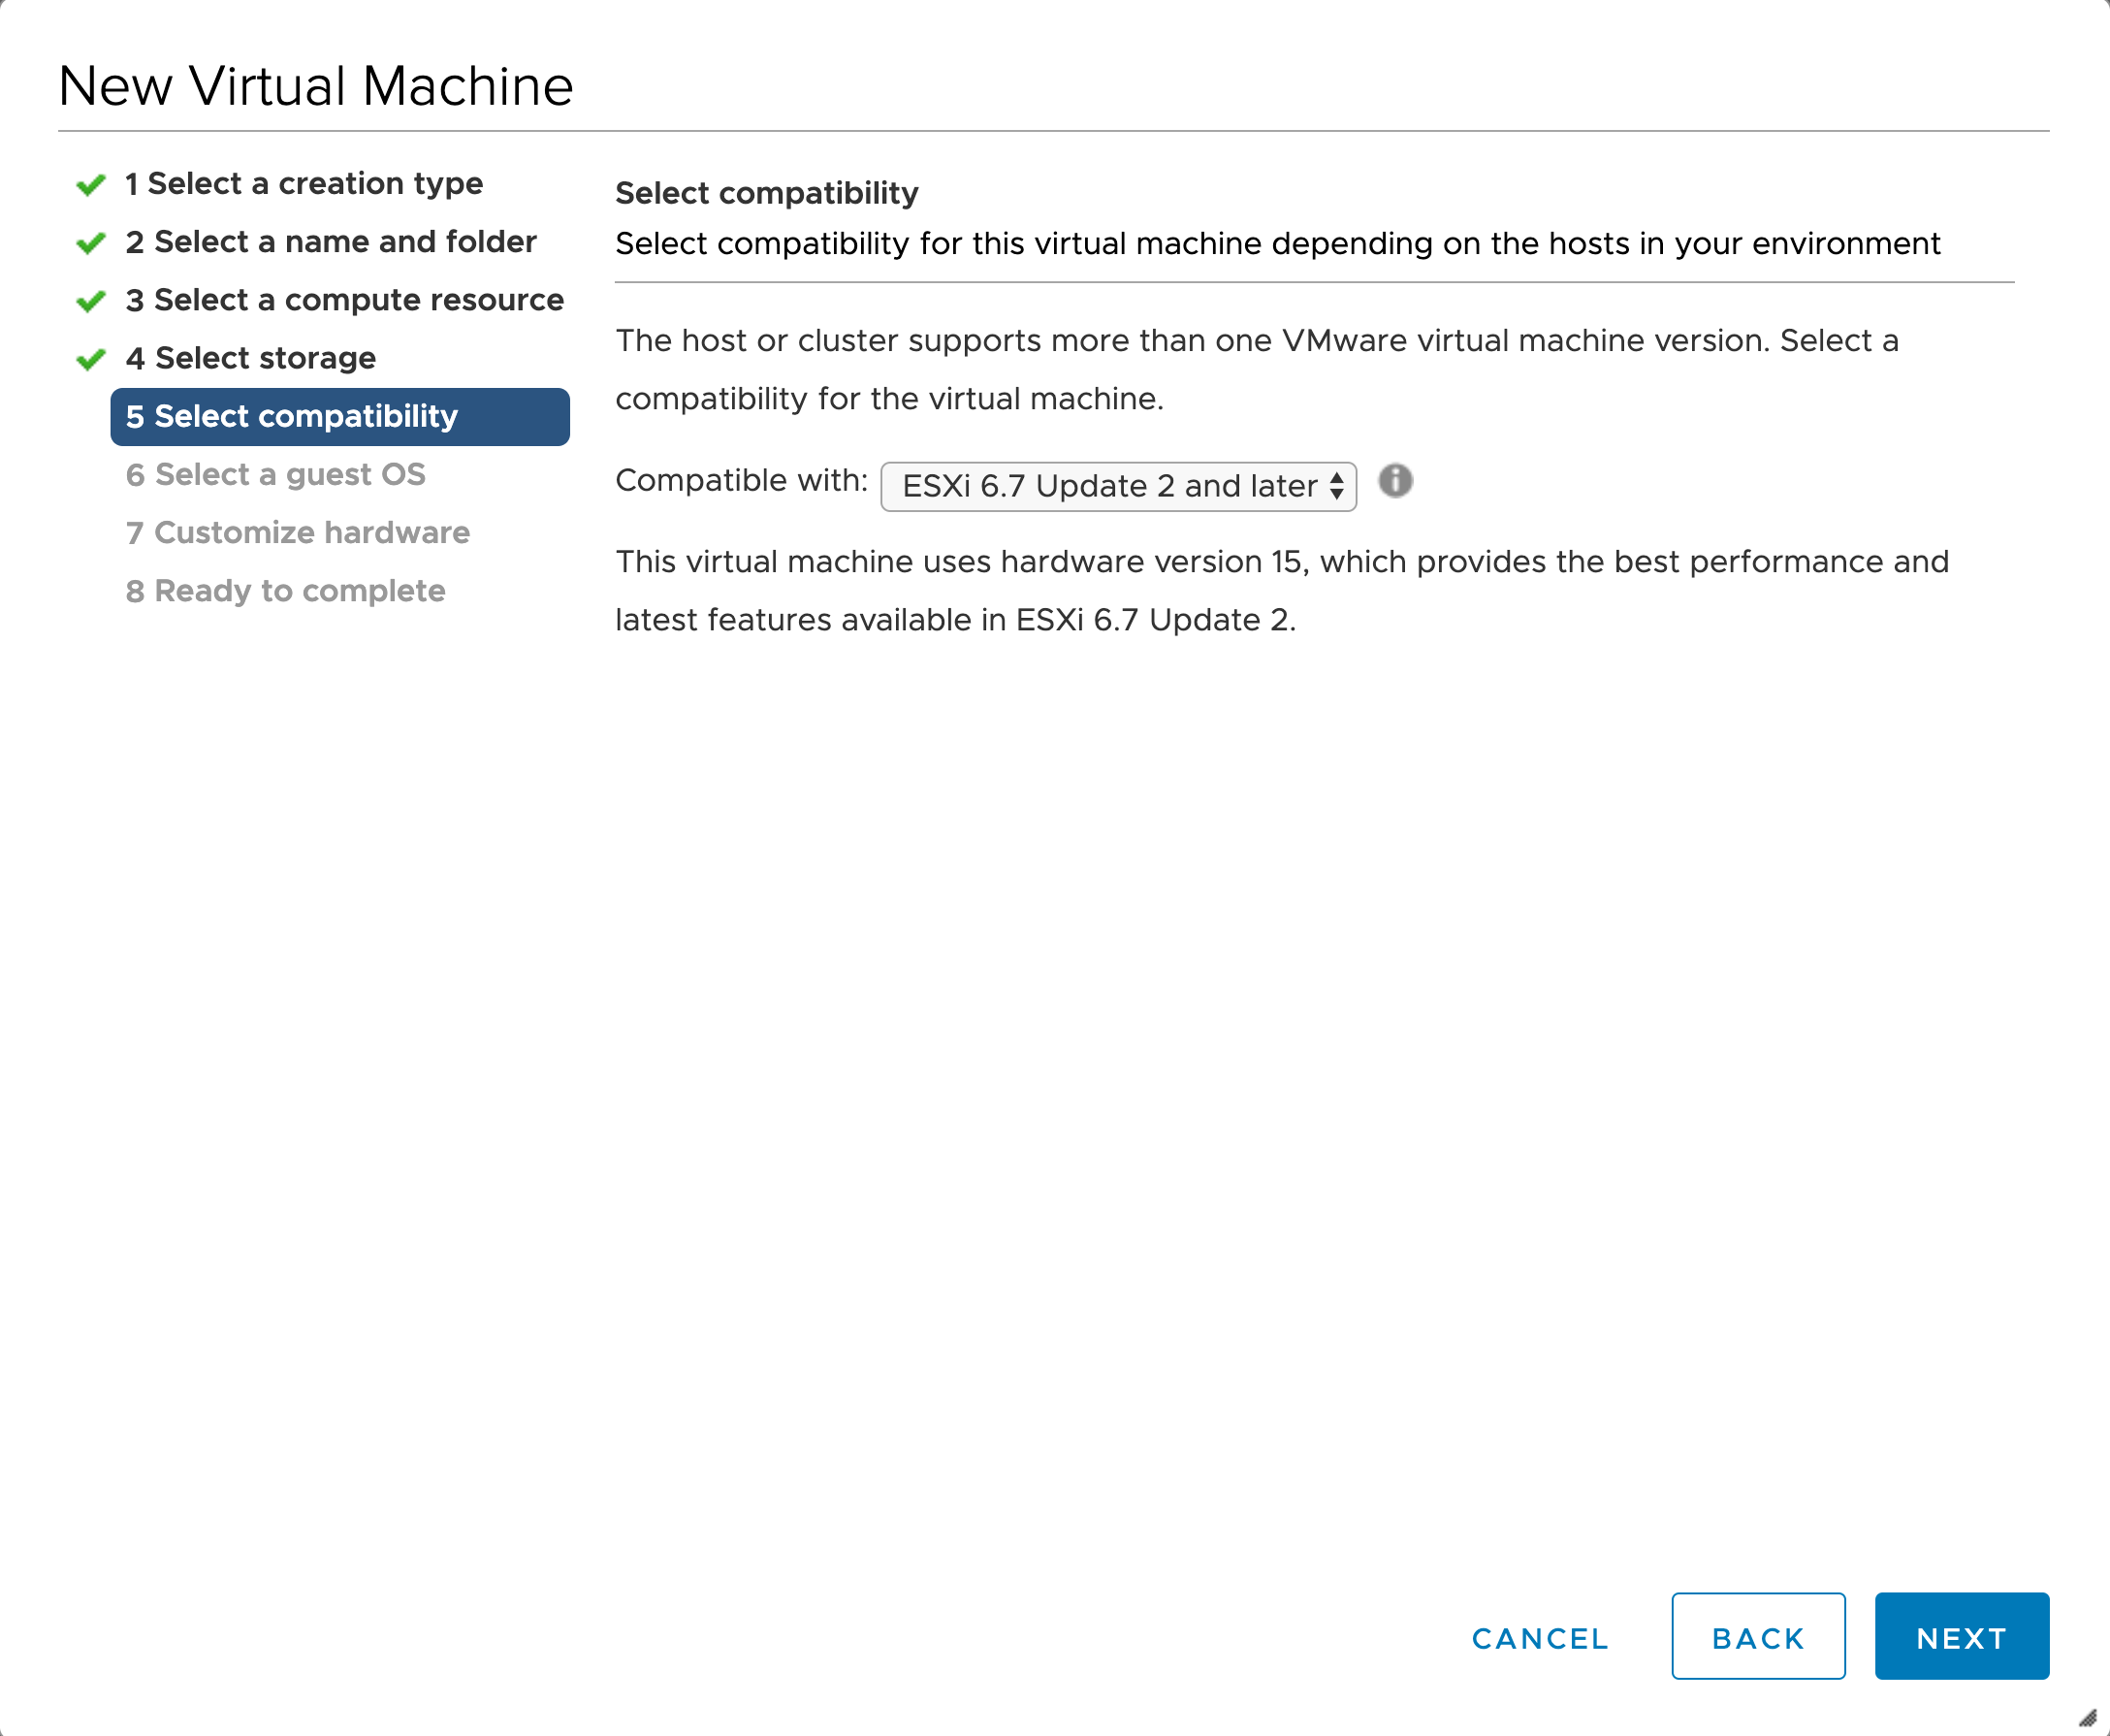 New Virtual Machine
1 Select a creation type
2 Select a name and folder
3 Select a compute resource
4 Select storage
5 Select compatibility
6 Select a guest OS
7 Customize hardware
8 Ready to complete
Select compatibility
Select compatibility for this virtual machine depending on the hosts in your environment
The host or cluster supports more than one VMware virtual machine version. Select a
compatibility for the virtual machine.
Compatible with: ESXi 6.7 Update 2 and later
This virtual machine uses hardware version 15, which provides the best performance and
latest features available in ESXi 6.7 Update 2.
CANCEL BACK NEXT